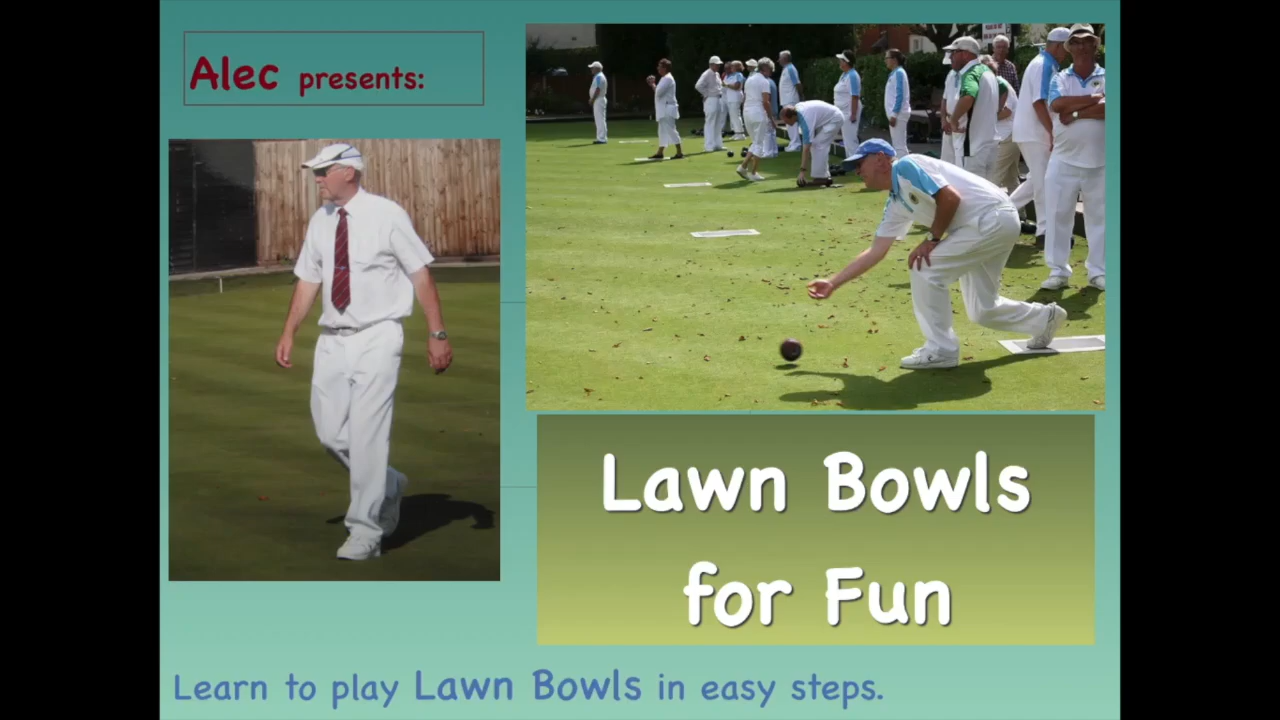 Alec presents:
Lawn Bowls
for Fun
Learn to play Lawn Bowls in easy steps.